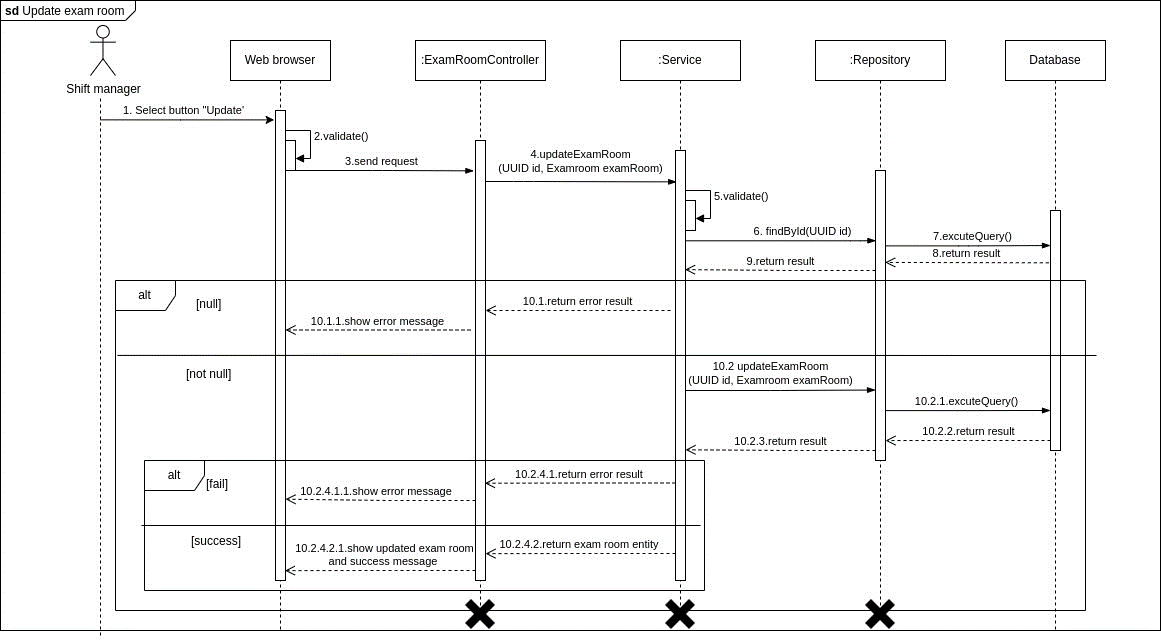 sd Update exam room
Shift manager
Web browser
:ExamRoomController
:Service
:Repository
Database
1. Select button "Update'
2.validate()
3.send request
4.updateExamRoom
(UUID id, Examroom examRoom)
5.validate()
6. findById(UUID id)
7.excuteQuery()
8.return result
9.return result
alt
[null]
10.1.return error result
10.1.1.show error message
[not null]
10.2 updateExamRoom
(UUID id, Examroom examRoom)
10.2.1.excuteQuery()
10.2.2.return result
10.2.3.return result
alt
[fail]
10.2.4.1.return error result
10.2.4.1.1.show error message
[success]
10.2.4.2.return exam room entity
10.2.4.2.1.show updated exam room
and success message